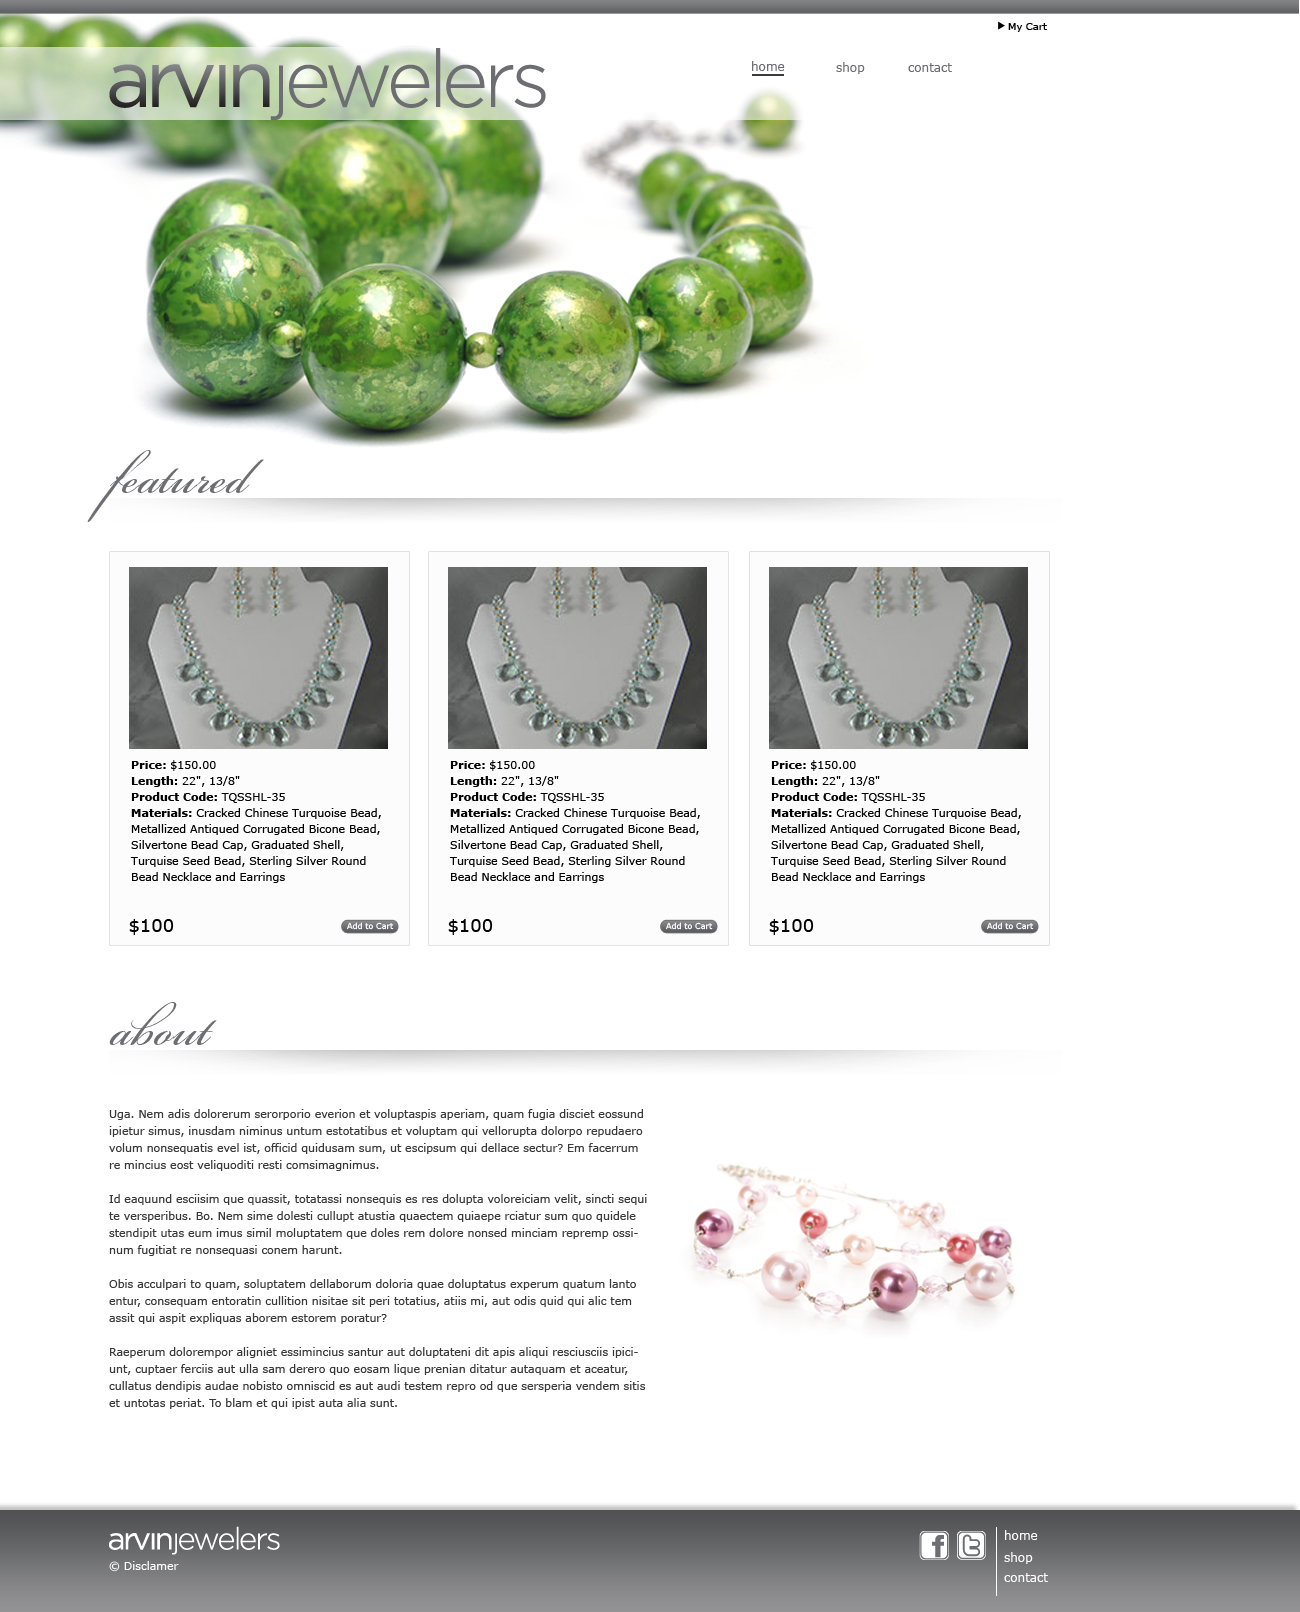 My Cart
arvinjewelers
home shop contact
featured
Price: $150.00
Length: 22", 13/8"
Product Code: TQSSHL-35
Materials: Cracked Chinese Turquoise Bead,
Metallized Antiqued Corrugated Bicone Bead,
Silvertone Bead Cap, Graduated Shell,
Turquise Seed Bead, Sterling Silver Round
Bead Necklace and Earrings
$100 Add to Cart
Price: $150.00
Length: 22", 13/8"
Product Code: TQSSHL-35
Materials: Cracked Chinese Turquoise Bead,
Metallized Antiqued Corrugated Bicone Bead,
Silvertone Bead Cap, Graduated Shell,
Turquise Seed Bead, Sterling Silver Round
Bead Necklace and Earrings
$100 Add to Cart
Price: $150.00
Length: 22", 13/8"
Product Code: TQSSHL-35
Materials: Cracked Chinese Turquoise Bead,
Metallized Antiqued Corrugated Bicone Bead,
Silvertone Bead Cap, Graduated Shell,
Turquise Seed Bead, Sterling Silver Round
Bead Necklace and Earrings
$100 Add to Cart
about
Uga. Nem adis dolorerum serorporio everion et voluptaspis aperiam, quam fugia disciet eossund
ipietur simus, inusdam niminus untum estotatibus et voluptam qui vellorupta dolorpo repudaero
volum nonsequatis evel ist, officid quidusam sum, ut escipsum qui dellace sectur? Em facerrum
re mincius eost veliquoditi resti comsimagnimus.
Id eaquund esciisim que quassit, totatassi nonsequis es res dolupta voloreiciam velit, sincti sequi
te versperibus. Bo. Nem sime dolesti cullupt atustia quaectem quiaepe rciatur sum quo quidele
stendipit utas eum imus simil moluptatem que doles rem dolore nonsed minciam repremp ossi-
num fugitiat re nonsequasi conem harunt.
Obis acculpari to quam, soluptatem dellaborum doloria quae doluptatus experum quatum lanto
entur, consequam entoratin cullition nisitae sit peri totatius, atiis mi, aut odis quid qui alic tem
assit qui aspit expliquas aborem estorem poratur?
Raeperum dolorempor aligniet essimincius santur aut doluptateni dit apis aliqui resciusciis ipici-
unt, cuptaer ferciis aut ulla sam derero quo eosam lique prenian ditatur autaquam et aceatur,
cullatus dendipis audae nobisto omniscid es aut audi testem repro od que sersperia vendem sitis
et untotas periat. To blam et qui ipist auta alia sunt.
arvinjewelers
© Disclamer
f t
home
shop
contact